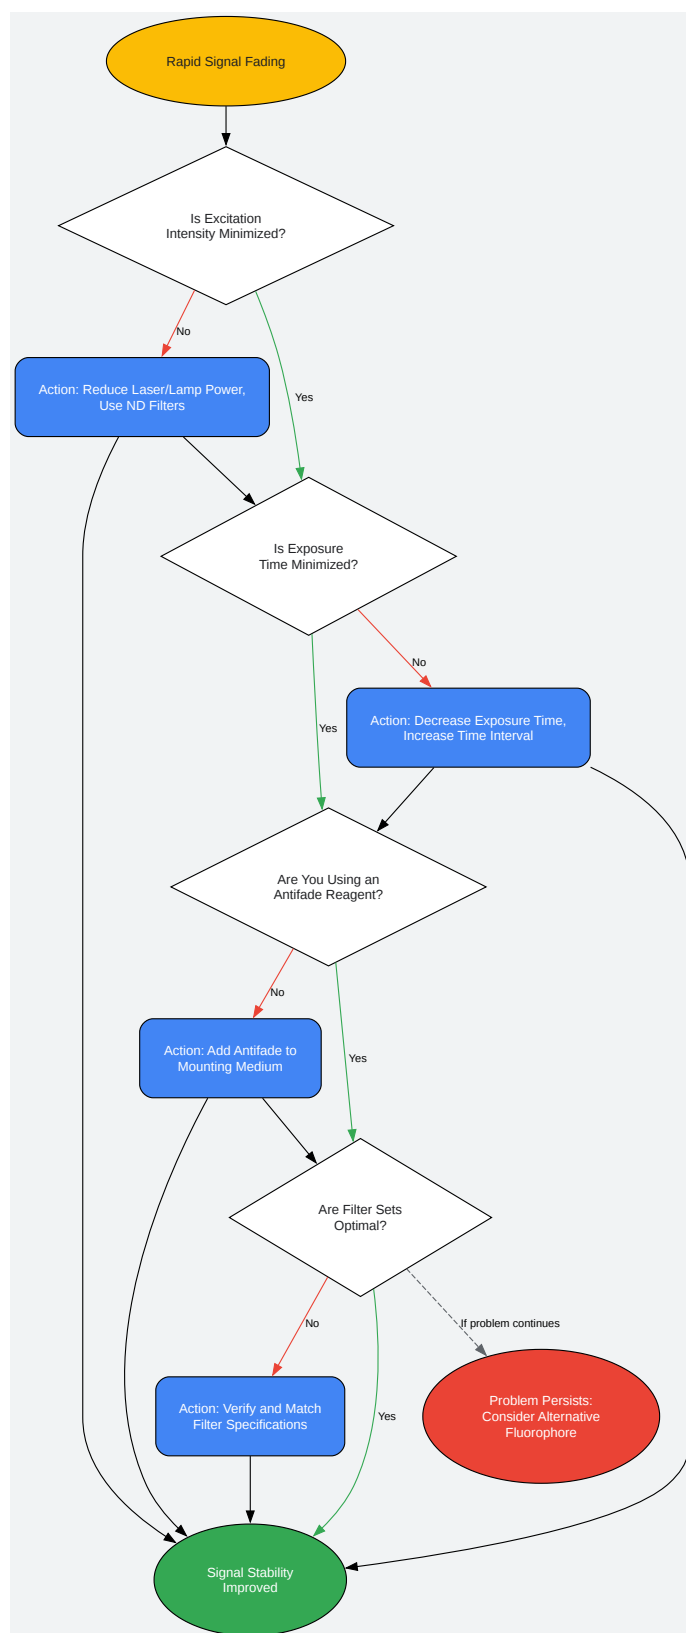 Rapid Signal Fading
Is Excitation
Intensity Minimized?
No
Action: Reduce Laser/Lamp Power,
Use ND Filters
Yes
Is Exposure
Time Minimized?
No
Action: Decrease Exposure Time,
Increase Time Interval
Yes
Are You Using an
Antifade Reagent?
No
Action: Add Antifade to
Mounting Medium
Yes
Are Filter Sets
Optimal?
No
If problem continues
Action: Verify and Match
Filter Specifications
Yes
Problem Persists:
Consider Alternative
Fluorophore
Signal Stability
Improved